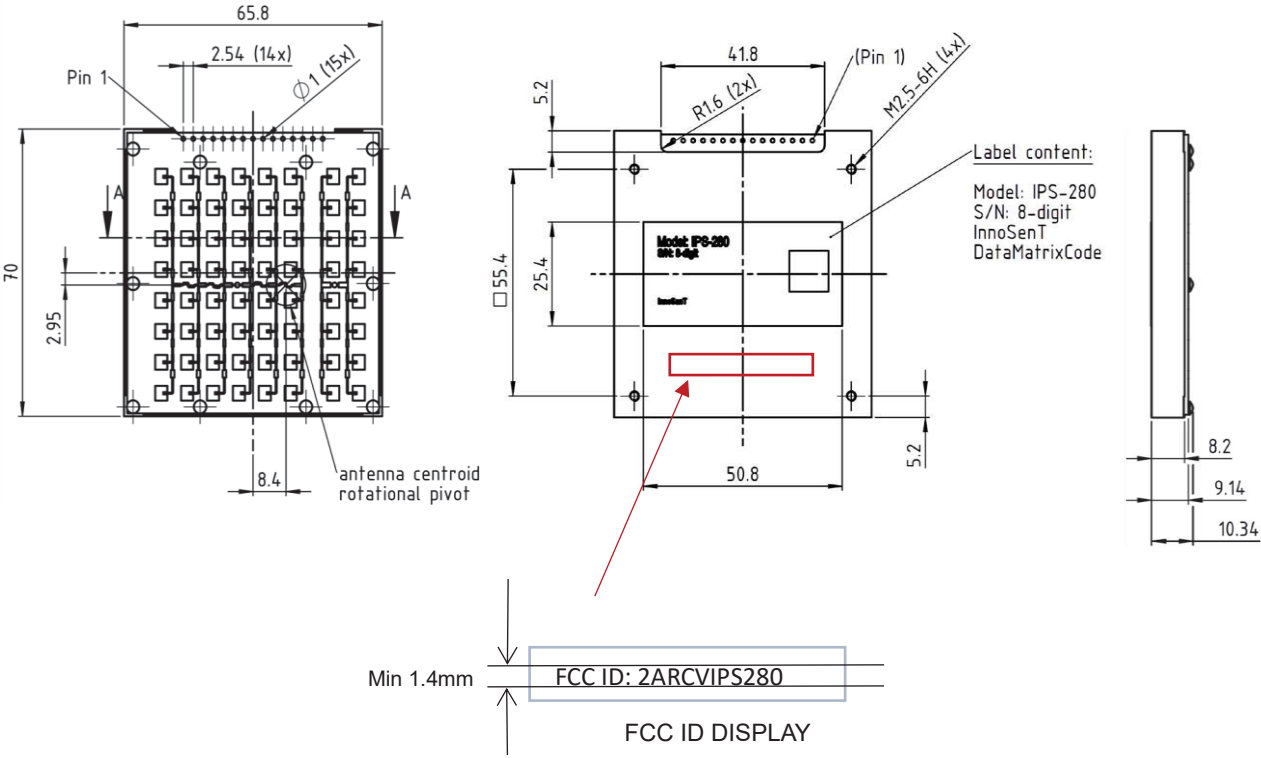 65.8
2.54 (14x)
Pin 1
∅1 (15x)
A
A
70
2.95
8.4
antenna centroid
rotational pivot
41.8
(Pin 1)
5.2
R1.6 (2x)
M2.5-6H (4x)
Label content:
Model: IPS-280
S/N: 8-digit
InnoSenT
DataMatrixCode
□55.4
25.4
Model: IPS-280
S/N: 8-digit
InnoSenT
50.8
5.2
8.2
9.14
10.34
Min 1.4mm
FCC ID: 2ARCVIPS280
FCC ID DISPLAY